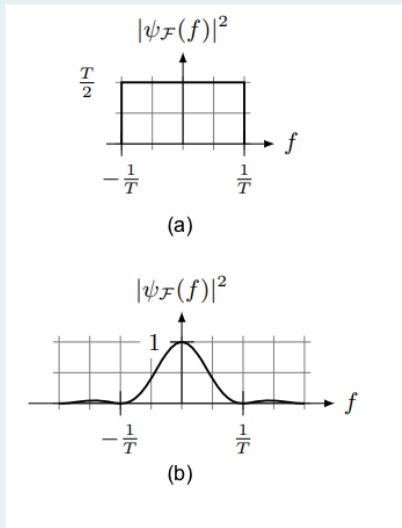 |ψ_𝓕(f)|²
T/2
f
−1/T 1/T
(a)
|ψ_𝓕(f)|²
1
f
−1/T 1/T
(b)